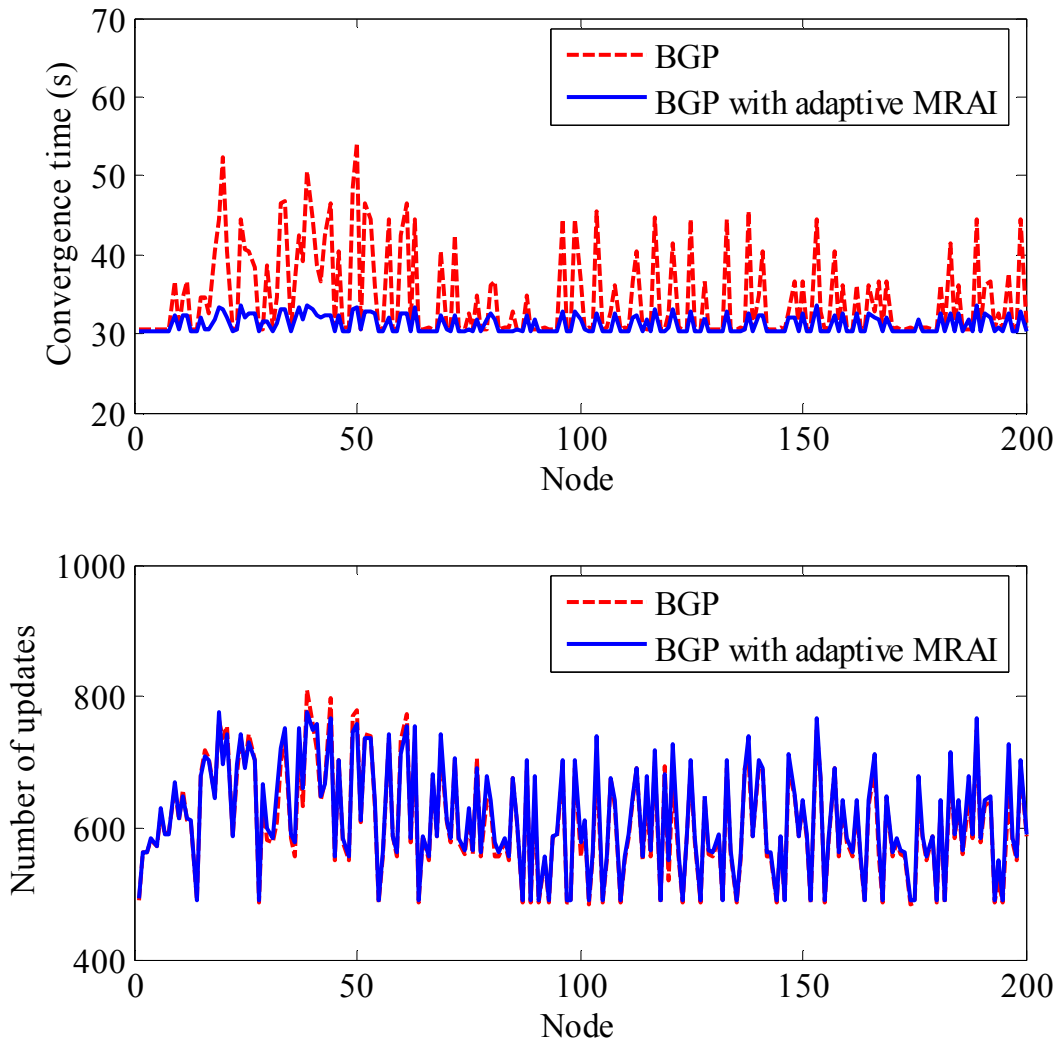 70
60
50
40
30
20
Convergence time (s)
BGP
BGP with adaptive MRAI
0
50
100
150
200
Node
1000
800
600
400
Number of updates
BGP
BGP with adaptive MRAI
0
50
100
150
200
Node